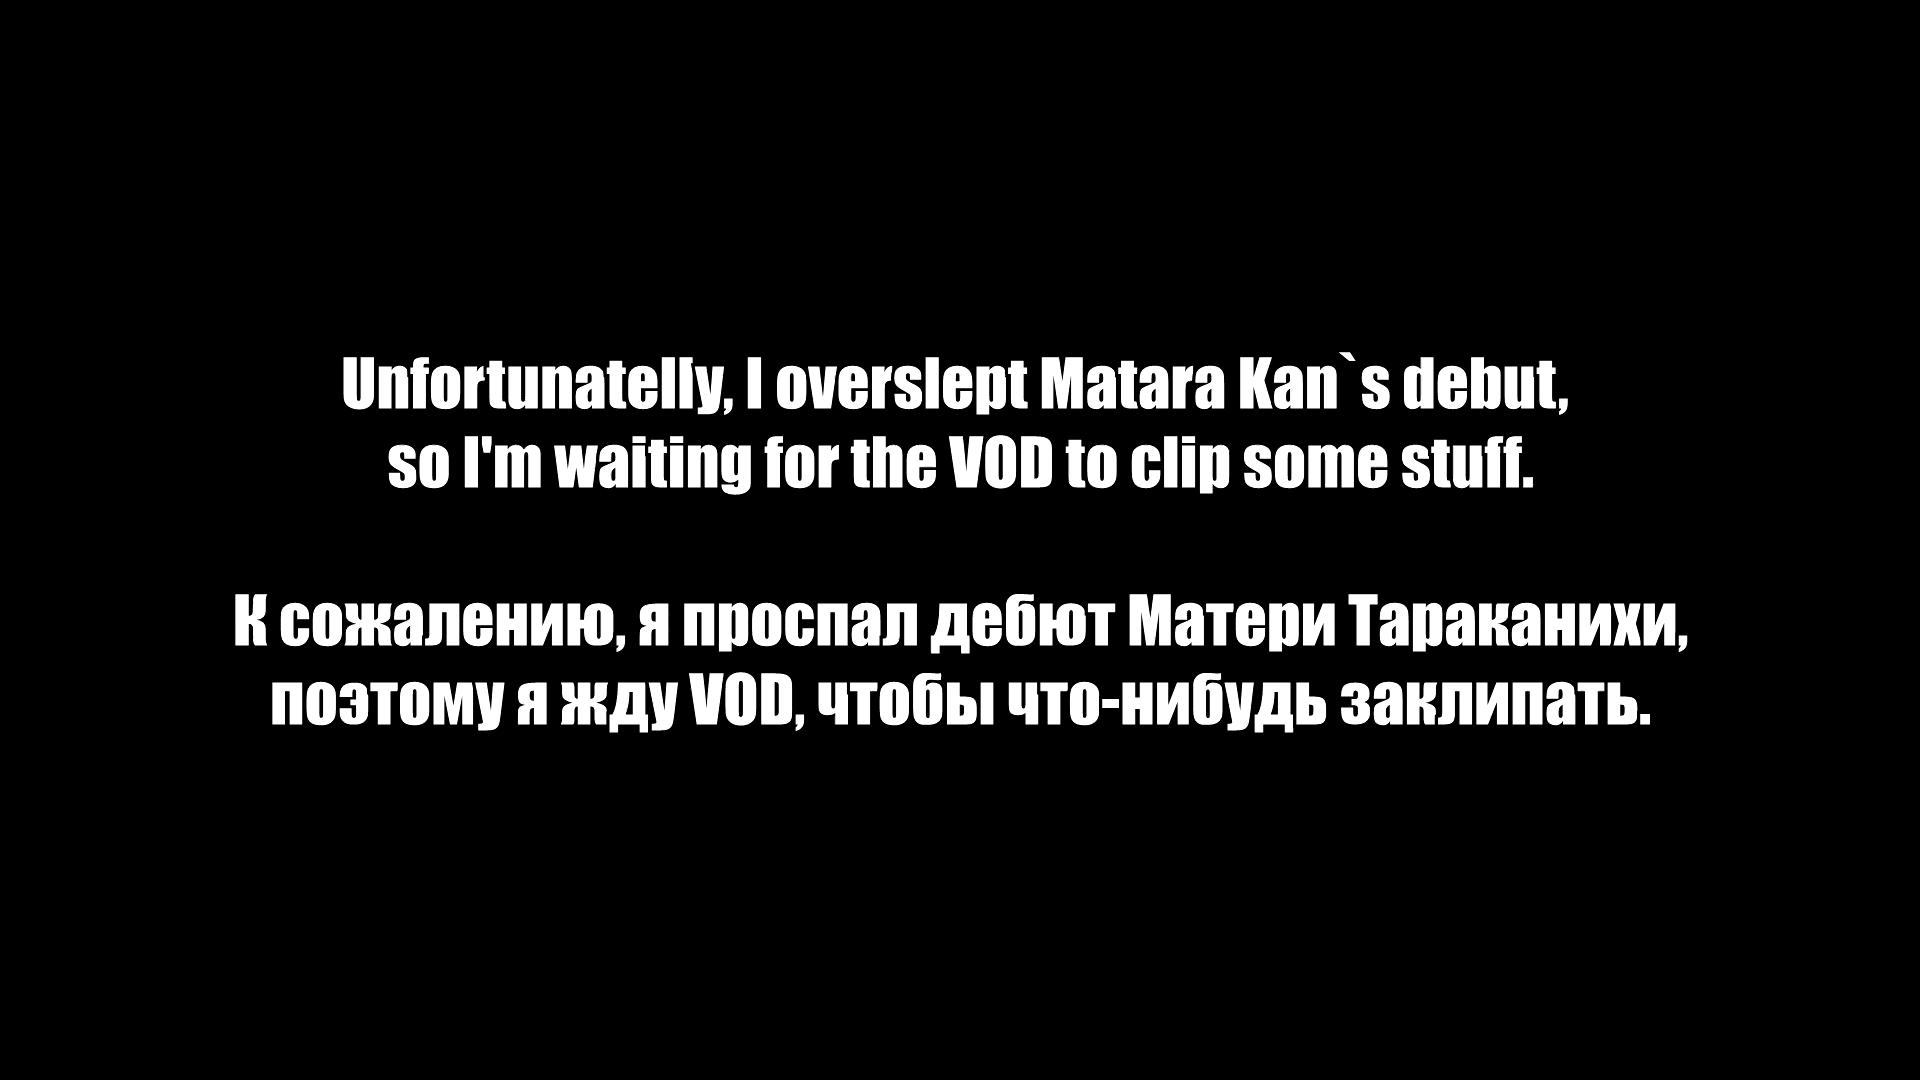 Unfortunatelly, I overslept Matara Kan`s debut,
so I'm waiting for the VOD to clip some stuff.
К сожалению, я проспал дебют Матери Тараканихи,
поэтому я жду VOD, чтобы что-нибудь заклипать.